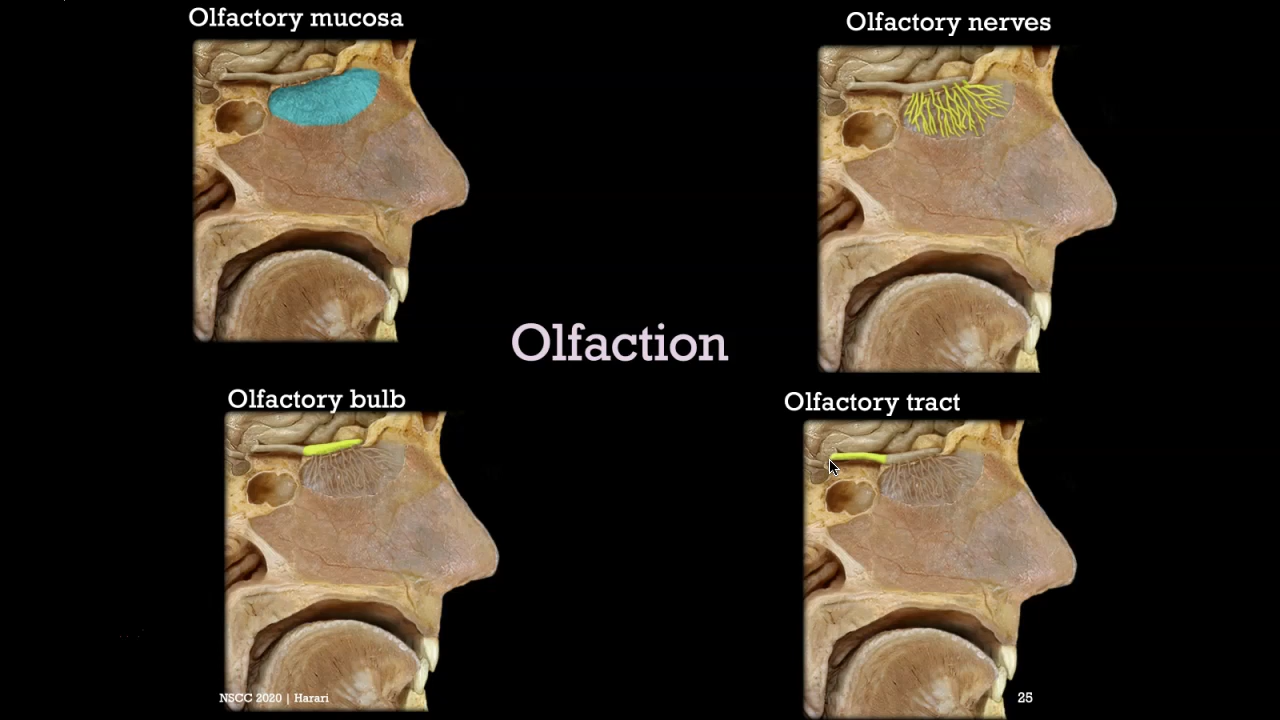 Olfactory mucosa
Olfactory nerves
Olfaction
Olfactory bulb
Olfactory tract
NSCC 2020 | Harari
25